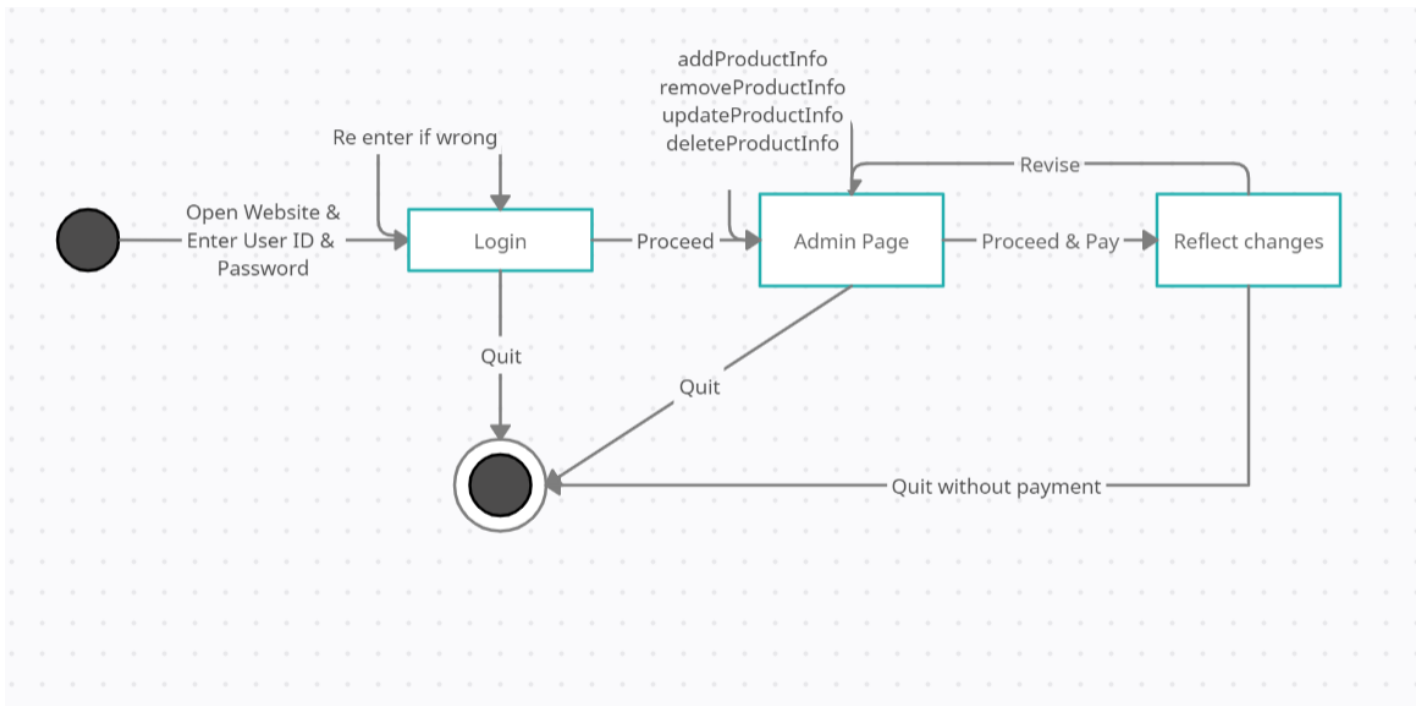 addProductInfo
removeProductInfo
updateProductInfo
deleteProductInfo
Re enter if wrong
Revise
Open Website &
Enter User ID &
Password
Login
Proceed
Admin Page
Proceed & Pay
Reflect changes
Quit
Quit
Quit without payment